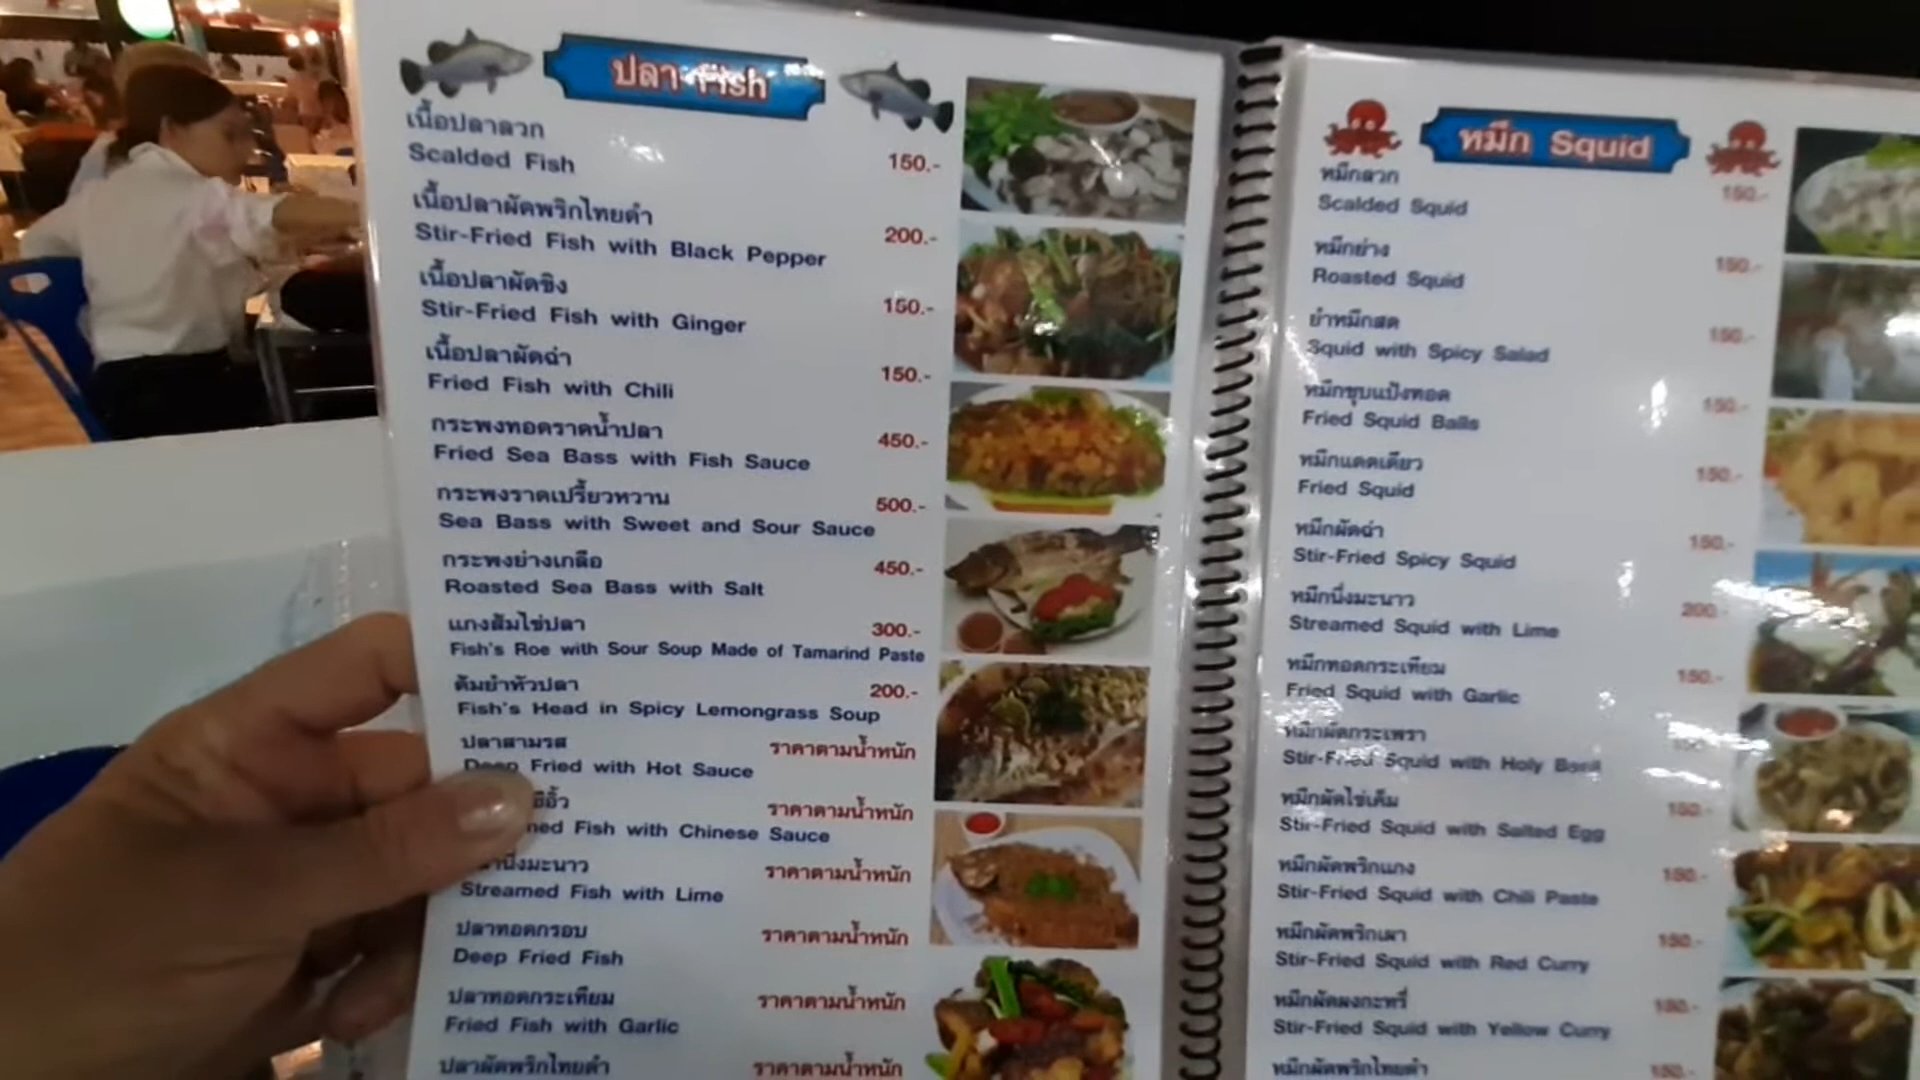 ปลา Fish
เนื้อปลาลวก
Scalded Fish 150.-
เนื้อปลาผัดพริกไทยดำ
Stir-Fried Fish with Black Pepper 200.-
เนื้อปลาผัดขิง
Stir-Fried Fish with Ginger 150.-
เนื้อปลาผัดฉ่า
Fried Fish with Chili 150.-
กระพงทอดราดน้ำปลา
Fried Sea Bass with Fish Sauce 450.-
กระพงราดเปรี้ยวหวาน
Sea Bass with Sweet and Sour Sauce 500.-
กระพงย่างเกลือ
Roasted Sea Bass with Salt 450.-
แกงส้มไข่ปลา 300.-
Fish's Roe with Sour Soup Made of Tamarind Paste
ต้มยำหัวปลา 200.-
Fish's Head in Spicy Lemongrass Soup
ปลาสามรส ราคาตามน้ำหนัก
Deep Fried with Hot Sauce
ราคาตามน้ำหนัก
Fish with Chinese Sauce
ราคาตามน้ำหนัก
Streamed Fish with Lime
ปลาทอดกรอบ ราคาตามน้ำหนัก
Deep Fried Fish
ปลาทอดกระเทียม ราคาตามน้ำหนัก
Fried Fish with Garlic
ปลาผัดพริกไทยดำ ราคาตามน้ำหนัก
หมึก Squid
หมึกลวก 150.-
Scalded Squid
หมึกย่าง
Roasted Squid 150.-
ยำหมึกสด
Squid with Spicy Salad 150.-
หมึกชุบแป้งทอด
Fried Squid Balls 150.-
หมึกแดดเดียว
Fried Squid 150.-
หมึกผัดฉ่า
Stir-Fried Spicy Squid 150.-
หมึกนึ่งมะนาว
Streamed Squid with Lime 200.-
หมึกทอดกระเทียม
Fried Squid with Garlic 150.-
หมึกผัดกระเพรา
Stir-Fried Squid with Holy Basil
หมึกผัดไข่เค็ม
Stir-Fried Squid with Salted Egg 150.-
หมึกผัดพริกแกง
Stir-Fried Squid with Chili Paste 150.-
หมึกผัดพริกเผา
Stir-Fried Squid with Red Curry 150.-
หมึกผัดผงกะหรี่
Stir-Fried Squid with Yellow Curry 150.-
หมึกผัดพริกไทยดำ 150.-